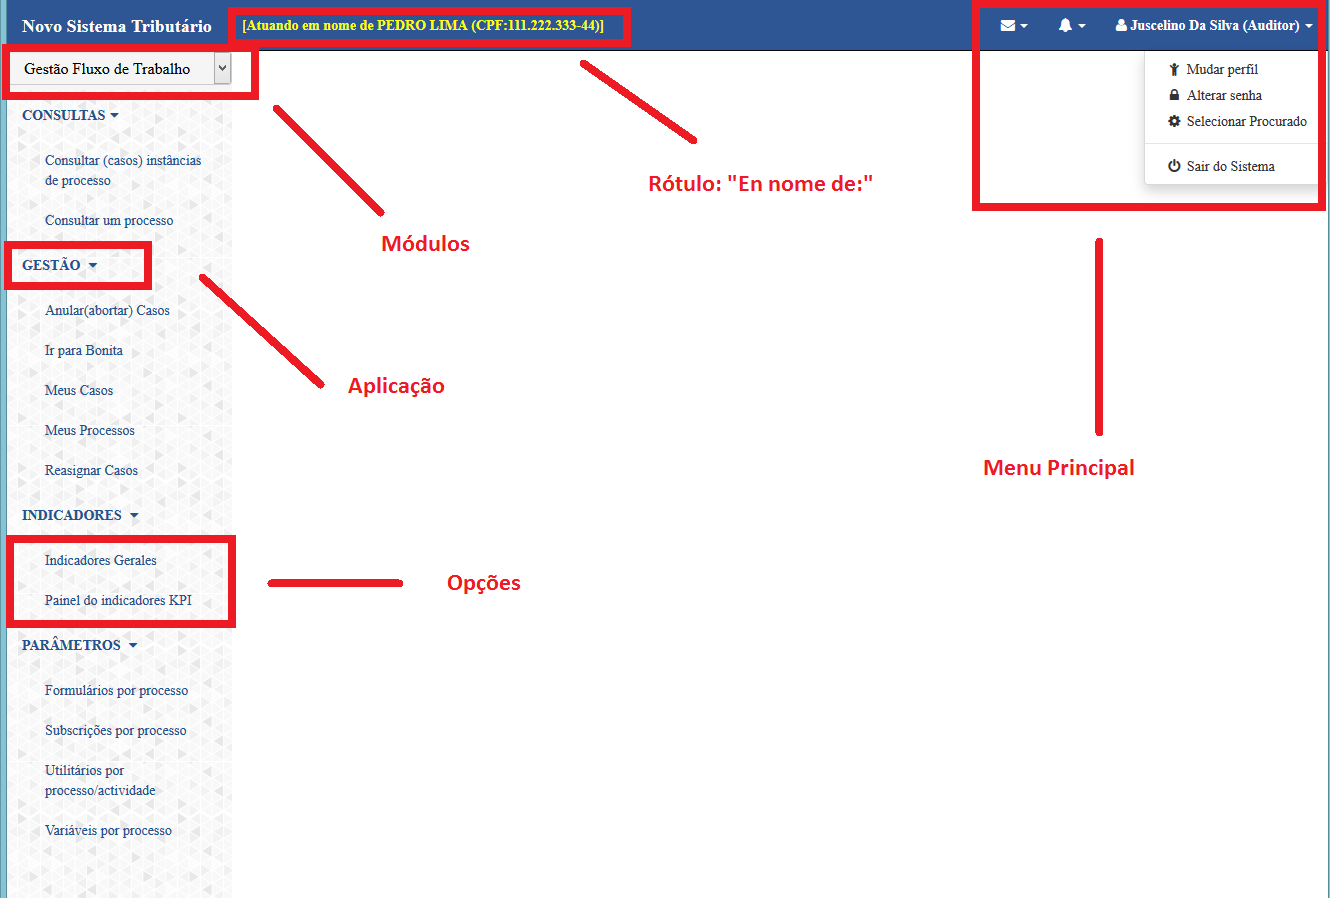 Novo Sistema Tributário
[Atuando em nome de PEDRO LIMA (CPF:111.222.333-44)]
Juscelino Da Silva (Auditor)
Gestão Fluxo de Trabalho
Mudar perfíl
Alterar senha
Selecionar Procurado
Sair do Sistema
CONSULTAS
Consultar (casos) instâncias
de processo
Consultar um processo
Rótulo: "En nome de:"
Módulos
GESTÃO
Anular(abortar) Casos
Ir para Bonita
Meus Casos
Meus Processos
Reasignar Casos
Aplicação
Menu Principal
INDICADORES
Indicadores Gerales
Painel do indicadores KPI
Opções
PARÂMETROS
Formulários por processo
Subscrições por processo
Utilitários por
processo/actividade
Variáveis por processo